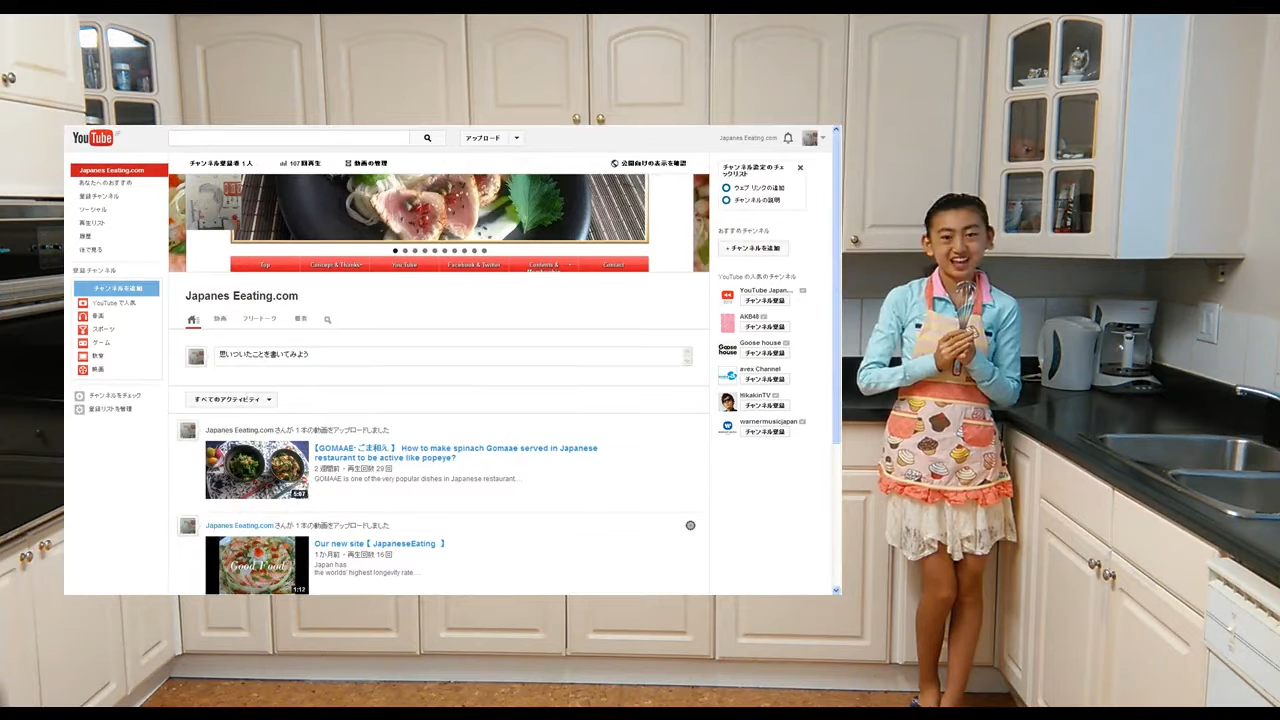 YouTube JP
アップロード
Japanes Eeating.com
チャンネル登録者 1 人
107 回再生
動画の管理
公開向けの表示を確認
Japanes Eeating.com
あなたへのおすすめ
登録チャンネル
ソーシャル
再生リスト
履歴
後で見る
登録チャンネル
チャンネルを追加
YouTube で人気
音楽
スポーツ
ゲーム
教育
映画
チャンネルをチェック
登録リストを管理
Top
Concept & Thanks
You Tube
Facebook & Twitter
Contents &
Contact
Japanes Eeating.com
動画
フリートーク
概要
思いついたことを書いてみよう
すべてのアクティビティ
Japanes Eeating.com さんが 1 本の動画をアップロードしました
【GOMAAE-ごま和え 】 How to make spinach Gomaae served in Japanese
restaurant to be active like popeye?
2 週間前 • 再生回数 29 回
GOMAAE is one of the very popular dishes in Japanese restaurant....
5:07
Japanes Eeating.com さんが 1 本の動画をアップロードしました
Our new site【 JapaneseEating 】
1 か月前 • 再生回数 16 回
Japan has
the worlds' highest longevity rate....
Good Food
1:12
チャンネル設定のチェ
ックリスト
ウェブ リンクの追加
チャンネルの説明
おすすめチャンネル
+ チャンネルを追加
YouTube の人気のチャンネル
YouTube Japan...
チャンネル登録
AKB48
チャンネル登録
Goose house
Goose house
チャンネル登録
avex Channel
チャンネル登録
HikakinTV
チャンネル登録
warnermusicjapan
チャンネル登録